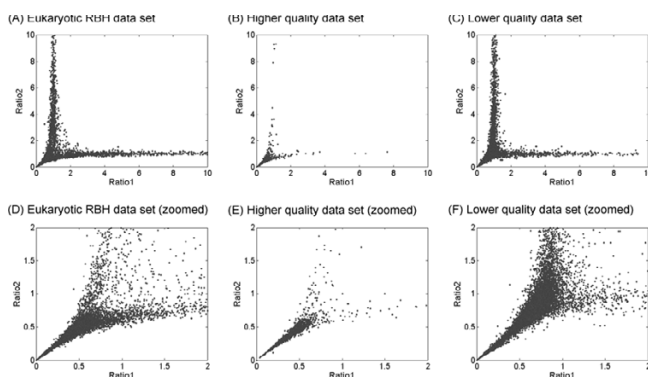 (A) Eukaryotic RBH data set
(B) Higher quality data set
(C) Lower quality data set
10
8
6
4
2
0
Ratio2
0 2 4 6 8 10
Ratio1
10
8
6
4
2
0
Ratio2
0 2 4 6 8 10
Ratio1
10
8
6
4
2
0
Ratio2
0 2 4 6 8 10
Ratio1
(D) Eukaryotic RBH data set (zoomed)
(E) Higher quality data set (zoomed)
(F) Lower quality data set (zoomed)
2
1.5
1
0.5
0
Ratio2
0 0.5 1 1.5 2
Ratio1
2
1.5
1
0.5
0
Ratio2
0 0.5 1 1.5 2
Ratio1
2
1.5
1
0.5
0
Ratio2
0 0.5 1 1.5 2
Ratio1